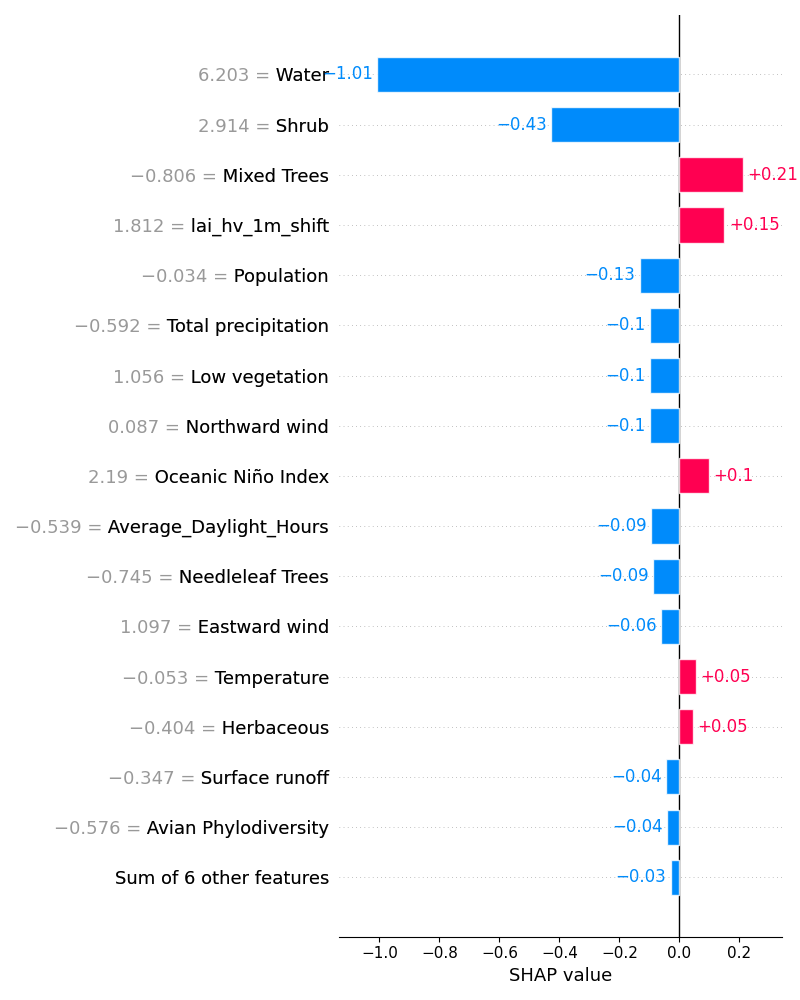 6.203 = Water −1.01
2.914 = Shrub −0.43
−0.806 = Mixed Trees +0.21
1.812 = lai_hv_1m_shift +0.15
−0.034 = Population −0.13
−0.592 = Total precipitation −0.1
1.056 = Low vegetation −0.1
0.087 = Northward wind −0.1
2.19 = Oceanic Niño Index +0.1
−0.539 = Average_Daylight_Hours −0.09
−0.745 = Needleleaf Trees −0.09
1.097 = Eastward wind −0.06
−0.053 = Temperature +0.05
−0.404 = Herbaceous +0.05
−0.347 = Surface runoff −0.04
−0.576 = Avian Phylodiversity −0.04
Sum of 6 other features −0.03
−1.0 −0.8 −0.6 −0.4 −0.2 0.0 0.2
SHAP value